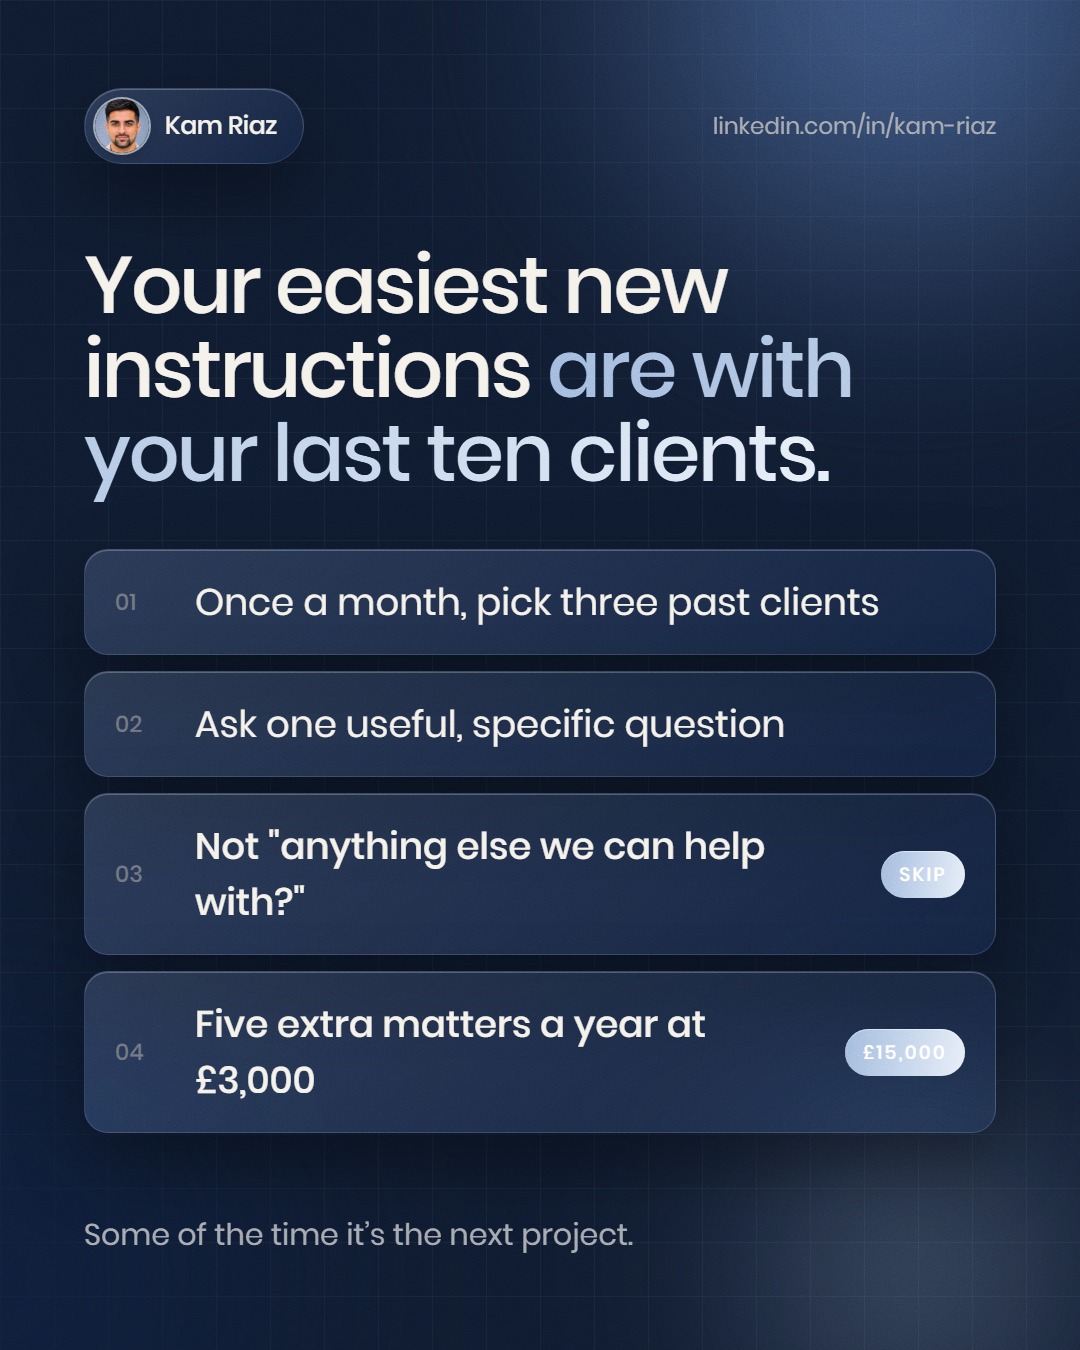 Kam Riaz
linkedin.com/in/kam-riaz
Your easiest new
instructions are with
your last ten clients.
01 Once a month, pick three past clients
02 Ask one useful, specific question
03 Not "anything else we can help
with?"
SKIP
04 Five extra matters a year at
£3,000
£15,000
Some of the time it’s the next project.